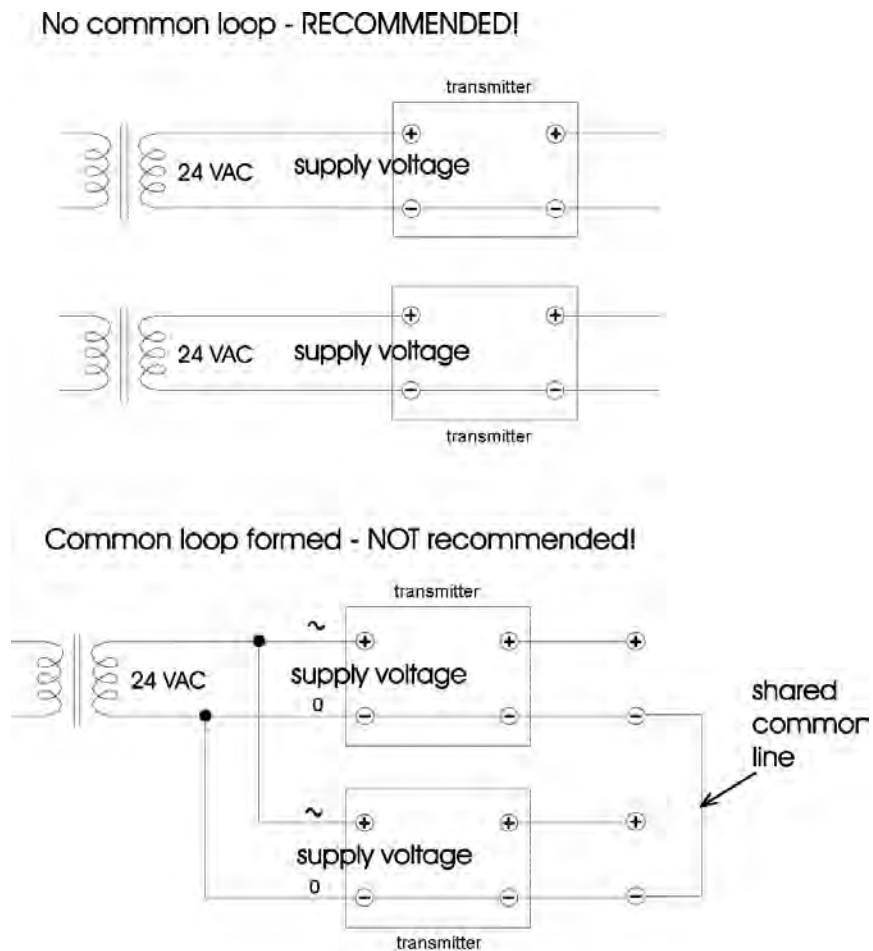 No common loop - RECOMMENDED!
transmitter
+ +
24 VAC supply voltage
- -
+ +
24 VAC supply voltage
- -
transmitter
Common loop formed - NOT recommended!
transmitter
~
+ + +
24 VAC supply voltage
0
- - -
shared
common
line
~
+ + +
supply voltage
0
- - -
transmitter